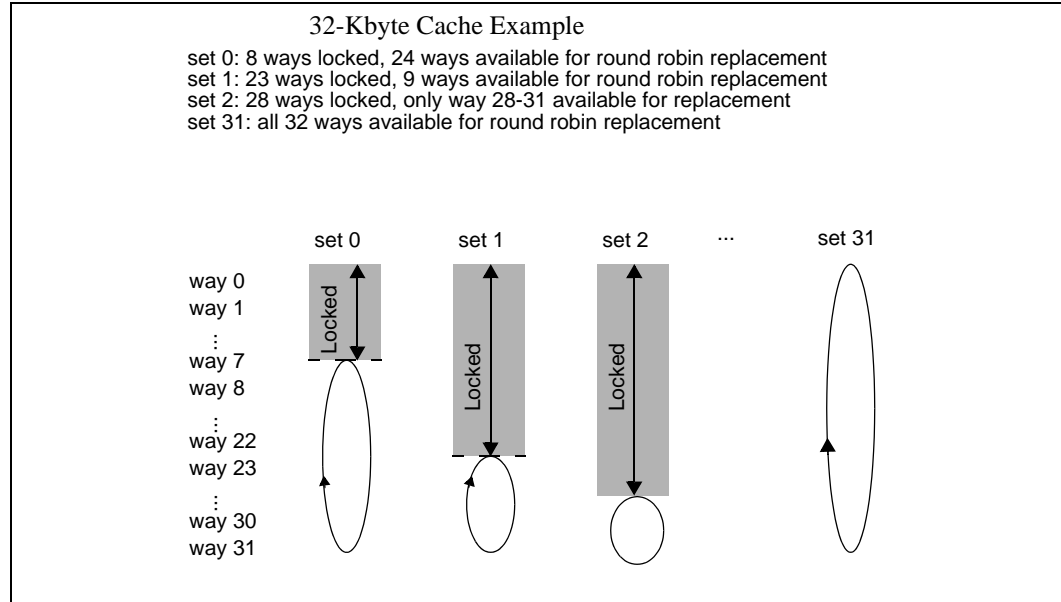 32-Kbyte Cache Example
set 0: 8 ways locked, 24 ways available for round robin replacement
set 1: 23 ways locked, 9 ways available for round robin replacement
set 2: 28 ways locked, only way 28-31 available for replacement
set 31: all 32 ways available for round robin replacement
set 0 set 1 set 2 ... set 31
way 0
way 1
...
way 7
way 8
...
way 22
way 23
...
way 30
way 31
Locked
Locked
Locked